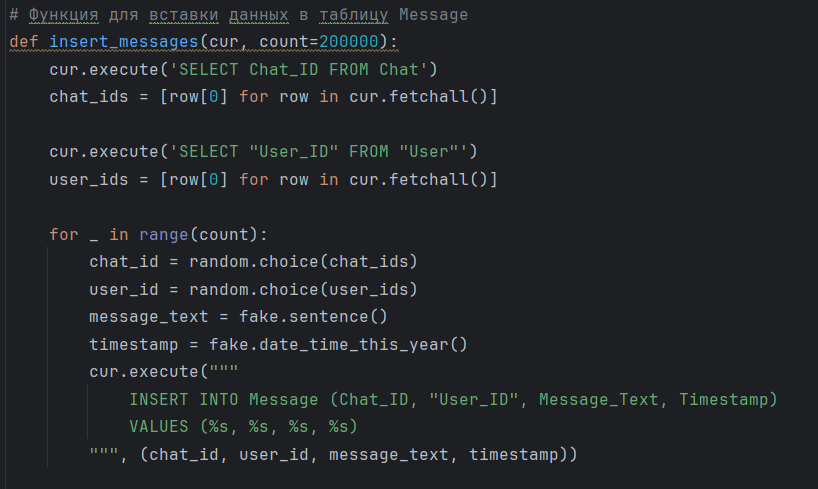 # Функция для вставки данных в таблицу Message
def insert_messages(cur, count=200000):
    cur.execute('SELECT Chat_ID FROM Chat')
    chat_ids = [row[0] for row in cur.fetchall()]
    cur.execute('SELECT "User_ID" FROM "User"')
    user_ids = [row[0] for row in cur.fetchall()]
    for _ in range(count):
        chat_id = random.choice(chat_ids)
        user_id = random.choice(user_ids)
        message_text = fake.sentence()
        timestamp = fake.date_time_this_year()
        cur.execute("""
            INSERT INTO Message (Chat_ID, "User_ID", Message_Text, Timestamp)
            VALUES (%s, %s, %s, %s)
        """, (chat_id, user_id, message_text, timestamp))